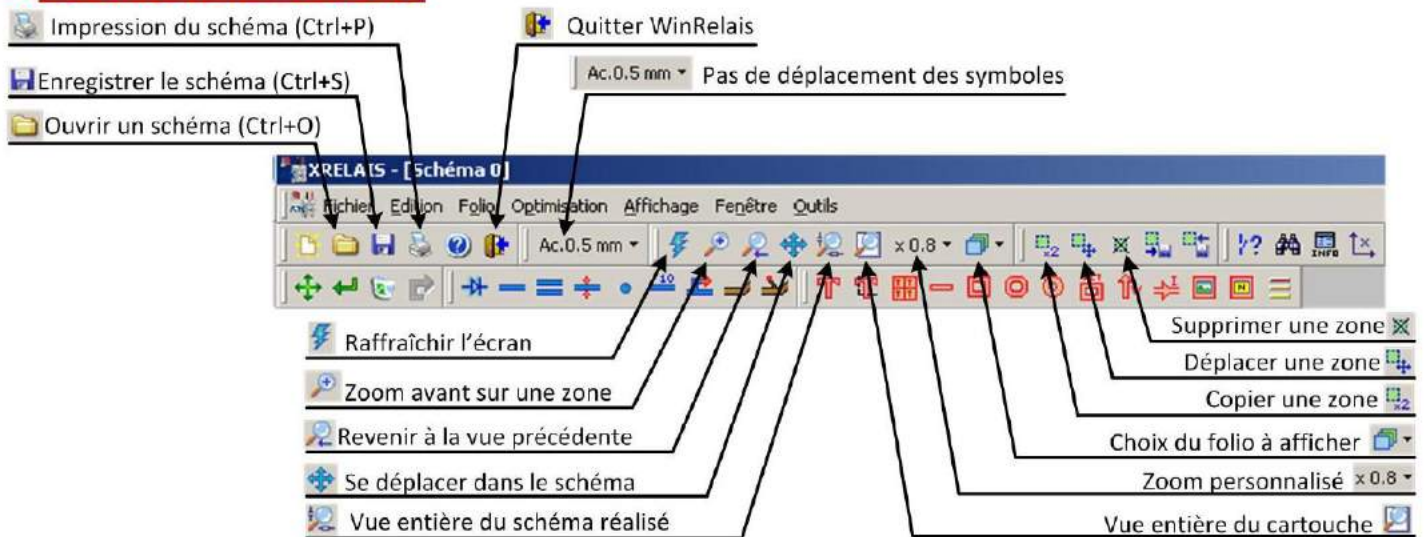 Impression du schéma (Ctrl+P)
Quitter WinRelais
Ac.0.5 mm Pas de déplacement des symboles
Enregistrer le schéma (Ctrl+S)
Ouvrir un schéma (Ctrl+O)
XRELAIS - [Schéma 0]
Fichier Edition Folio Optimisation Affichage Fenêtre Outils
Ac.0.5 mm x 0.8 x2 INFO
10
Raffraîchir l'écran
Supprimer une zone
Déplacer une zone
Zoom avant sur une zone
Copier une zone
Revenir à la vue précédente
Choix du folio à afficher
Se déplacer dans le schéma
Zoom personnalisé x 0.8
Vue entière du schéma réalisé
Vue entière du cartouche